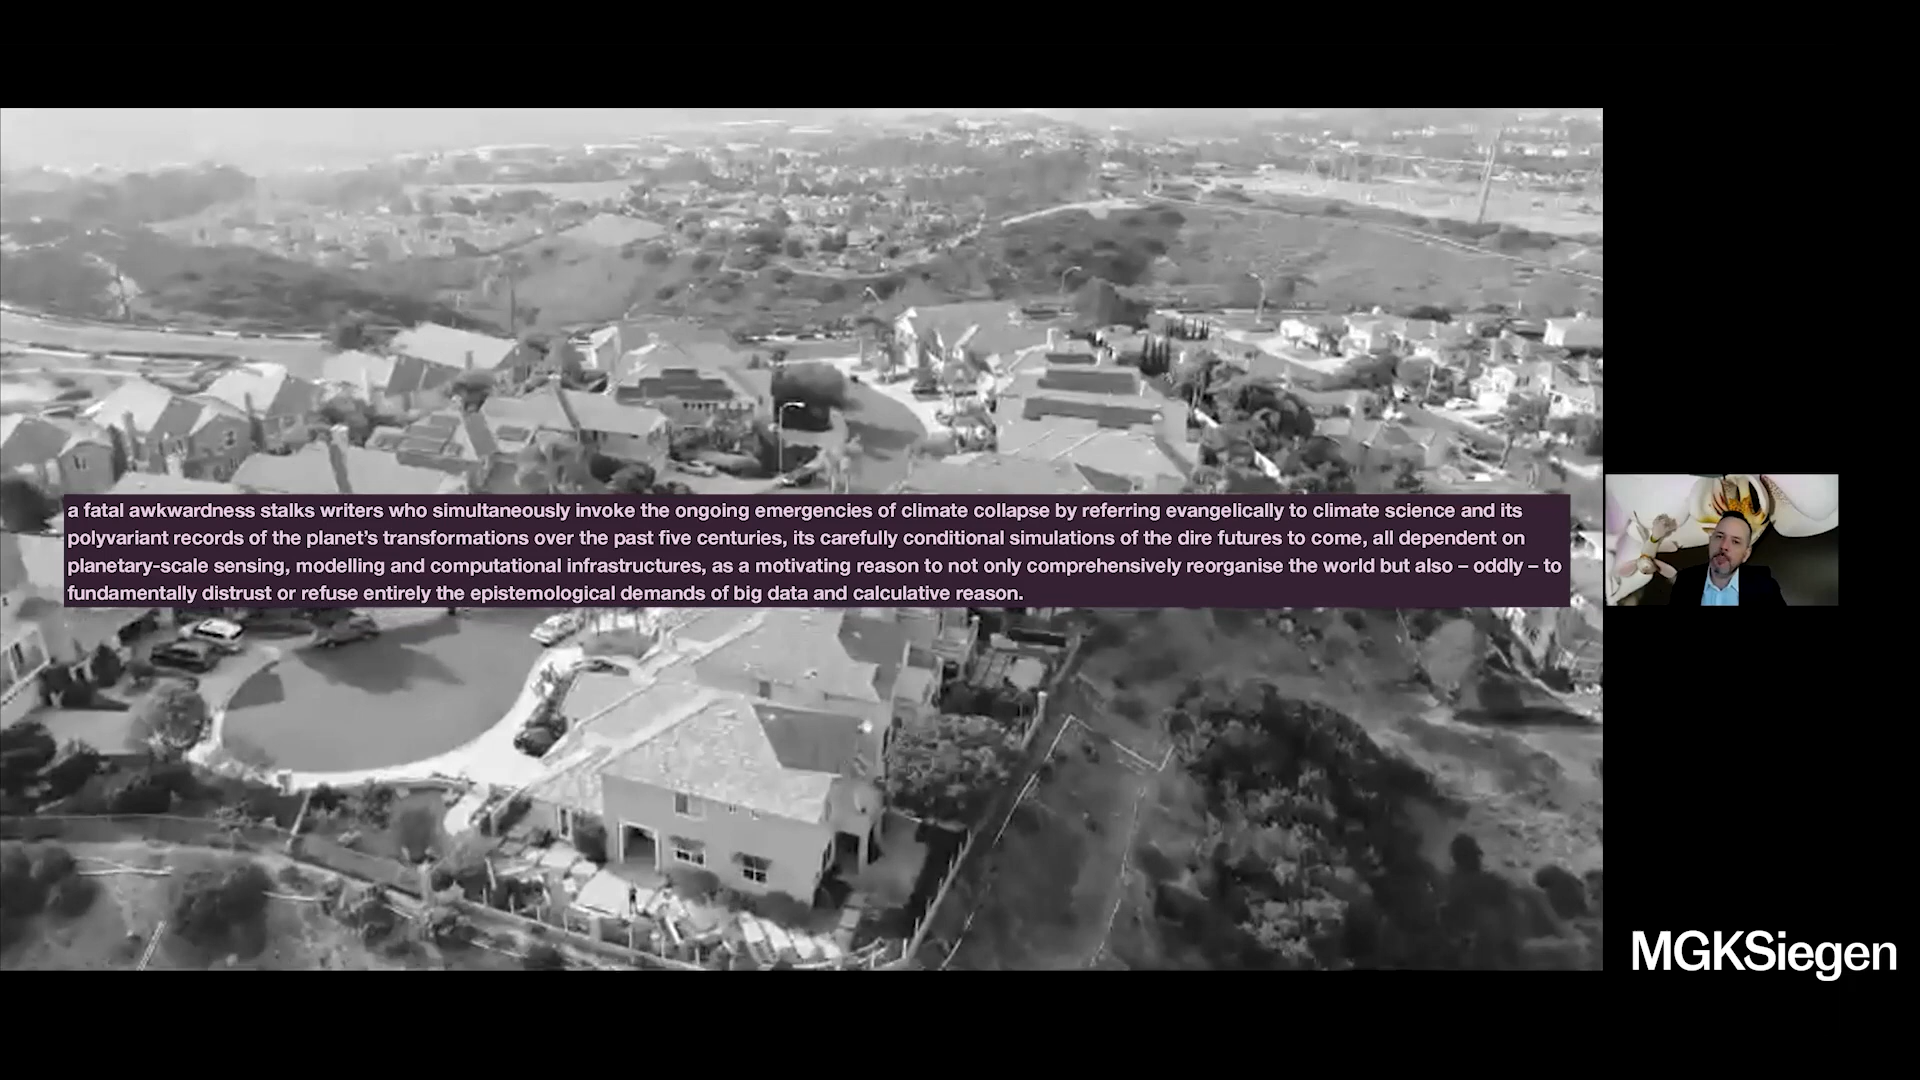 a fatal awkwardness stalks writers who simultaneously invoke the ongoing emergencies of climate collapse by referring evangelically to climate science and its
polyvariant records of the planet’s transformations over the past five centuries, its carefully conditional simulations of the dire futures to come, all dependent on
planetary-scale sensing, modelling and computational infrastructures, as a motivating reason to not only comprehensively reorganise the world but also – oddly – to
fundamentally distrust or refuse entirely the epistemological demands of big data and calculative reason.
MGKSiegen